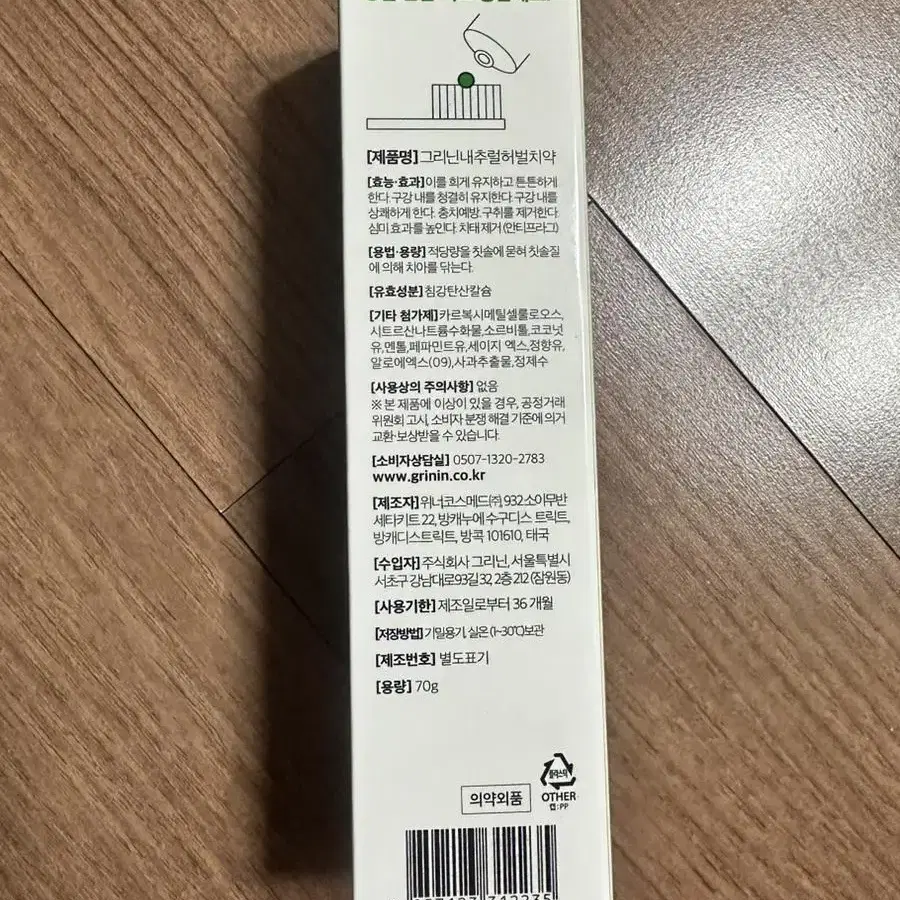 [제품명] 그리닌내추럴허벌치약
[효능·효과]이를 희게 유지하고 튼튼하게
한다. 구강 내를 청결히 유지한다. 구강 내를
상쾌하게 한다. 충치예방. 구취를 제거한다.
심미 효과를 높인다. 치태 제거 (안티프라그)
[용법·용량] 적당량을 칫솔에 묻혀 칫솔질
에 의해 치아를 닦는다.
[유효성분] 침강탄산칼슘
[기타 첨가제] 카르복시메틸셀룰로오스,
시트르산나트륨수화물,소르비톨,코코넛
유,멘톨,페파민트유,세이지 엑스,정향유,
알로에엑스(09),사과추출물,정제수
[사용상의 주의사항] 없음
※ 본 제품에 이상이 있을 경우, 공정거래
위원회 고시, 소비자 분쟁 해결 기준에 의거
교환·보상받을 수 있습니다.
[소비자상담실] 0507-1320-2783
www.grinin.co.kr
[제조자] 위너코스메드㈜, 932 소이무반
세타키트 22, 방캐누에 수구디스 트릭트,
방캐디스트릭트, 방콕 101610, 태국
[수입자] 주식회사 그리닌, 서울특별시
서초구 강남대로93길 32, 2층 212 (잠원동)
[사용기한] 제조일로부터 36 개월
[저장방법] 기밀용기, 실온 (1~30℃)보관
[제조번호] 별도표기
[용량] 70g
플라스틱
의약외품
OTHER
캡:PP